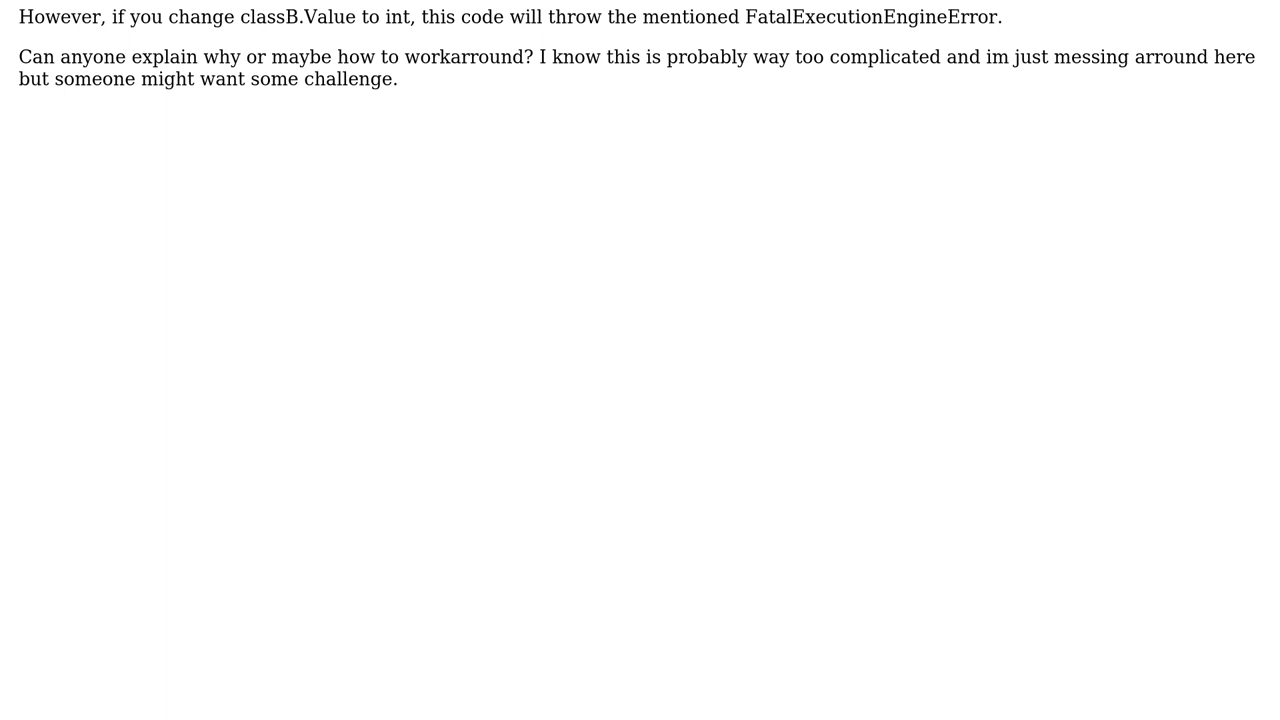 However, if you change classB.Value to int, this code will throw the mentioned FatalExecutionEngineError.
Can anyone explain why or maybe how to workarround? I know this is probably way too complicated and im just messing arround here
but someone might want some challenge.